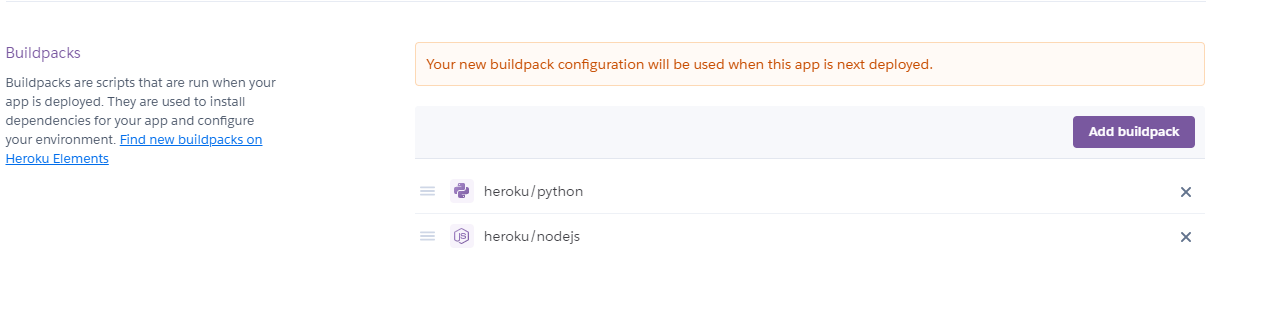 Buildpacks
Buildpacks are scripts that are run when your
app is deployed. They are used to install
dependencies for your app and configure
your environment. Find new buildpacks on
Heroku Elements
Your new buildpack configuration will be used when this app is next deployed.
Add buildpack
heroku/python
heroku/nodejs